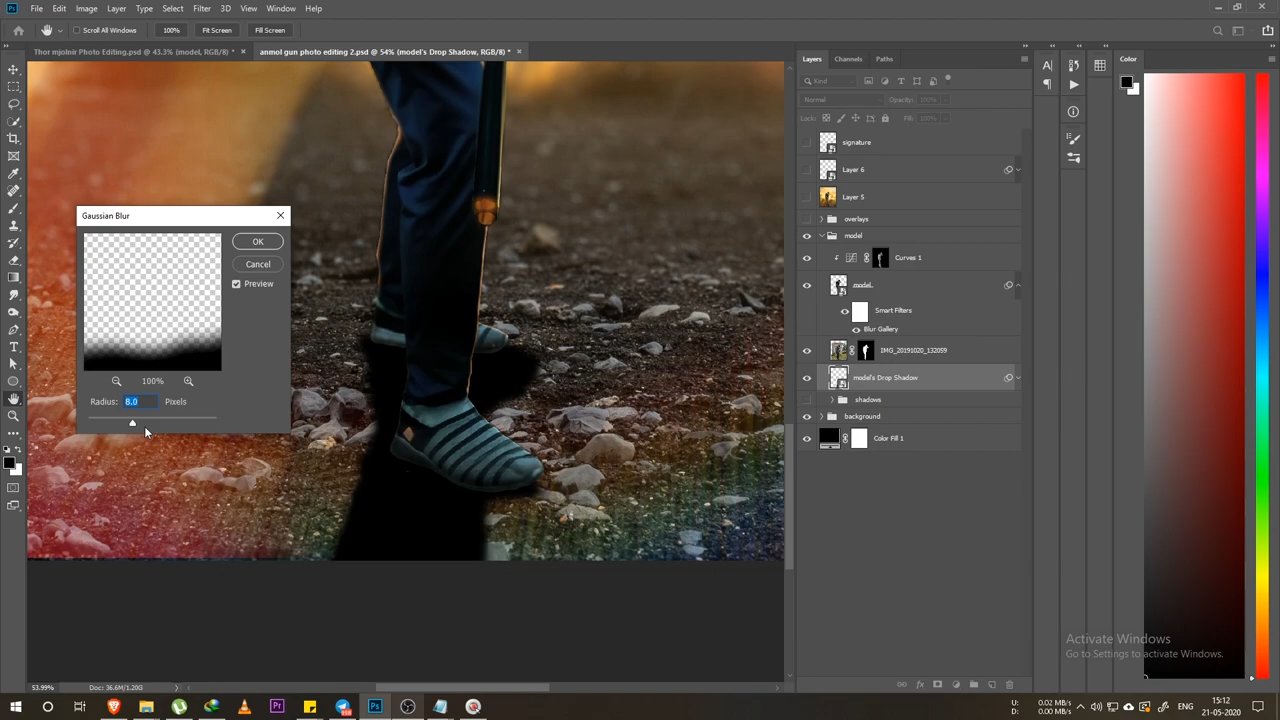 Ps File Edit Image Layer Type Select Filter 3D View Window Help
Scroll All Windows 100% Fit Screen Fill Screen
Thor mjolnir Photo Editing.psd @ 43.3% (model, RGB/8) * ×
anmol gun photo editing 2.psd @ 54% (model's Drop Shadow, RGB/8) * ×
Gaussian Blur
OK
Cancel
Preview
100%
Radius: 8.0 Pixels
Layers Channels Paths
Kind
Normal Opacity: 100%
Lock: Fill: 100%
signature
Layer 6
Layer 5
overlays
model
Curves 1
model.
Smart Filters
Blur Gallery
IMG_20191020_132059
model's Drop Shadow
shadows
background
Color Fill 1
Color
Activate Windows
Go to Settings to activate Windows.
53.99% Doc: 36.6M/1.20G
Pr
Ps
U: 0.02 MB/s
D: 0.00 MB/s
ENG
15:12
21-05-2020